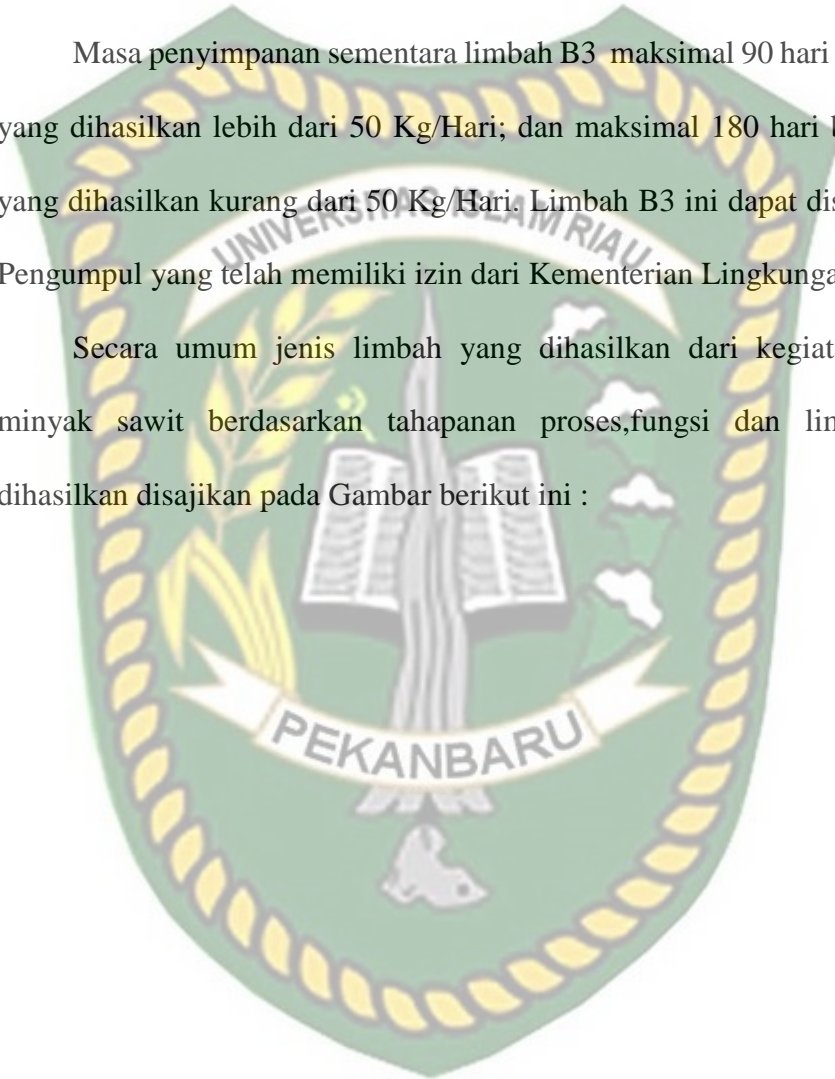 Masa penyimpanan sementara limbah B3 maksimal 90 hari
yang dihasilkan lebih dari 50 Kg/Hari; dan maksimal 180 hari
yang dihasilkan kurang dari 50 Kg/Hari. Limbah B3 ini dapat
Pengumpul yang telah memiliki izin dari Kementerian
Secara umum jenis limbah yang dihasilkan dari
minyak sawit berdasarkan tahapanan proses,fungsi dan
dihasilkan disajikan pada Gambar berikut ini :
UNIVERSITAS ISLAM RIAU
PEKANBARU